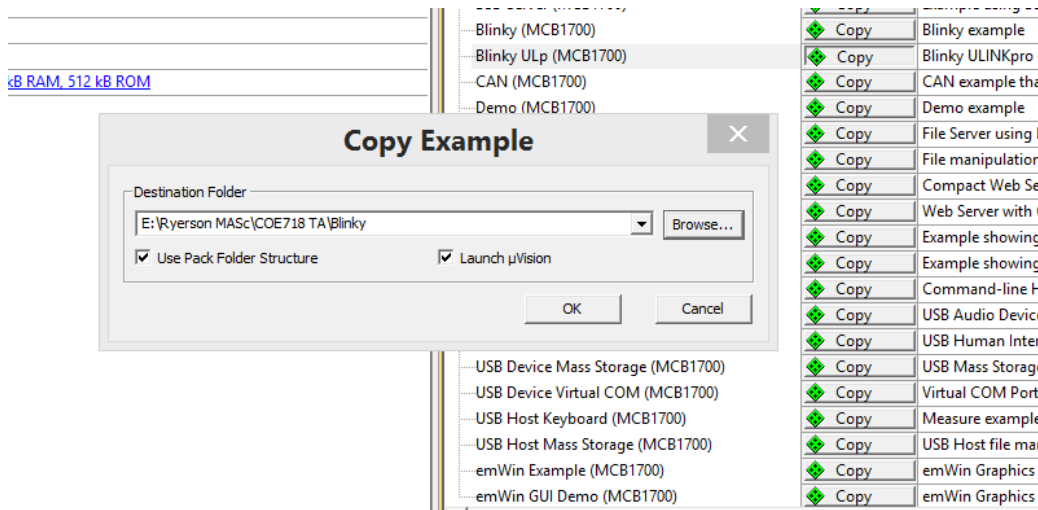 Blinky (MCB1700) Copy Blinky example
Blinky ULp (MCB1700) Copy Blinky ULINKpro
kB RAM, 512 kB ROM
CAN (MCB1700) Copy CAN example tha
Demo (MCB1700) Copy Demo example
Copy Example
Destination Folder
E:\Ryerson MASc\COE718 TA\Blinky
Browse...
Use Pack Folder Structure
Launch µVision
OK
Cancel
Copy File Server using
Copy File manipulation
Copy Compact Web Se
Copy Web Server with
Copy Example showing
Copy Example showing
Copy Command-line H
Copy USB Audio Device
Copy USB Human Inter
USB Device Mass Storage (MCB1700) Copy USB Mass Storage
USB Device Virtual COM (MCB1700) Copy Virtual COM Port
USB Host Keyboard (MCB1700) Copy Measure example
USB Host Mass Storage (MCB1700) Copy USB Host file ma
emWin Example (MCB1700) Copy emWin Graphics
emWin GUI Demo (MCB1700) Copy emWin Graphics